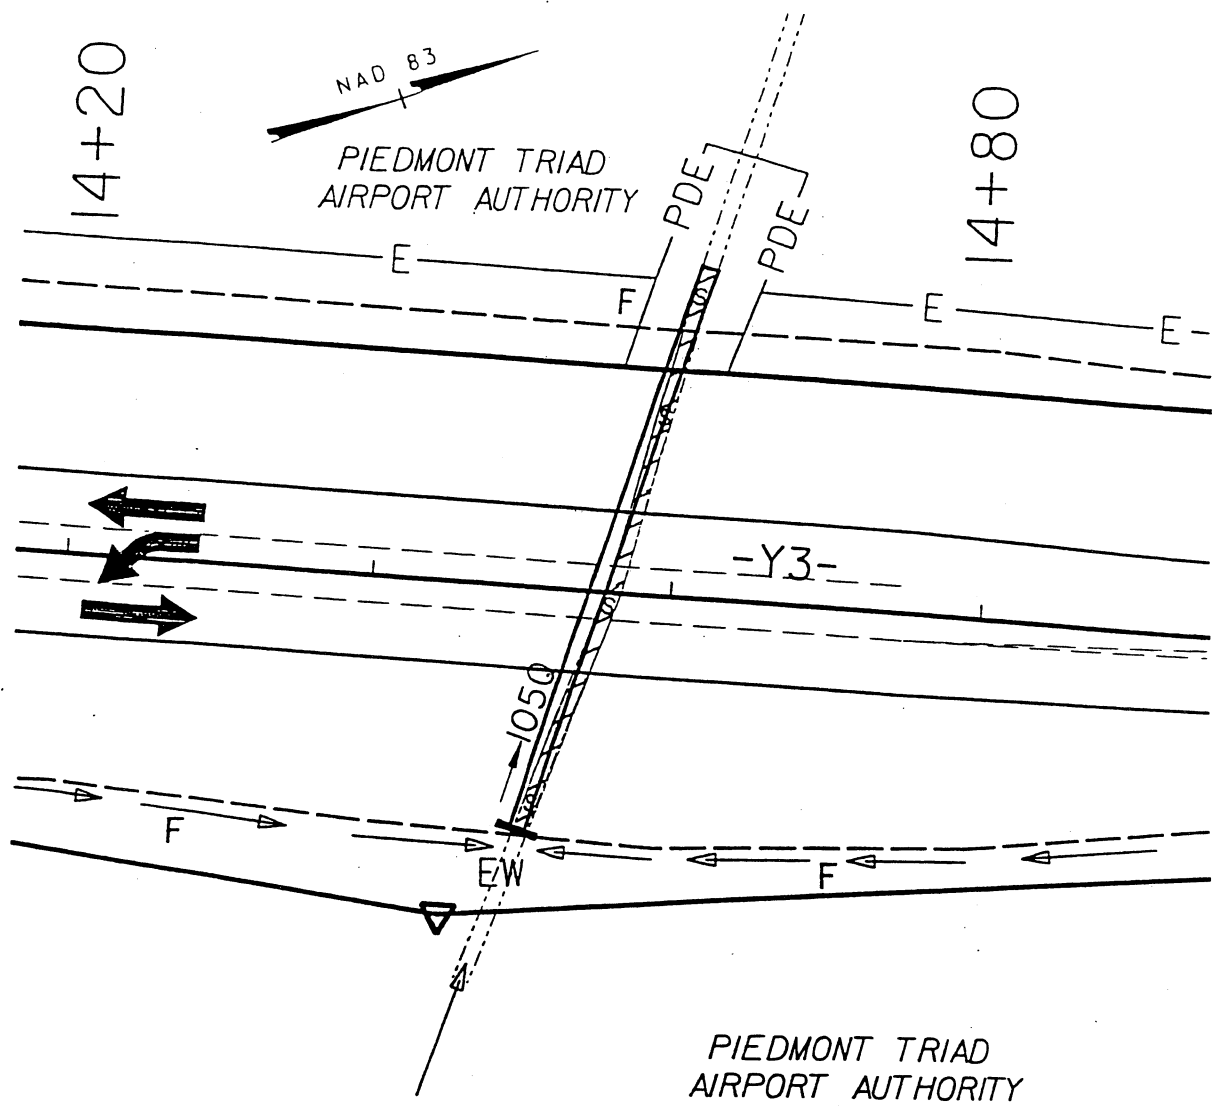 14+20
NAD 83
14+80
PIEDMONT TRIAD
AIRPORT AUTHORITY
PDE
PDE
E
F
E
E
S
S
-Y3-
S
1050
S
F
EW
F
PIEDMONT TRIAD
AIRPORT AUTHORITY